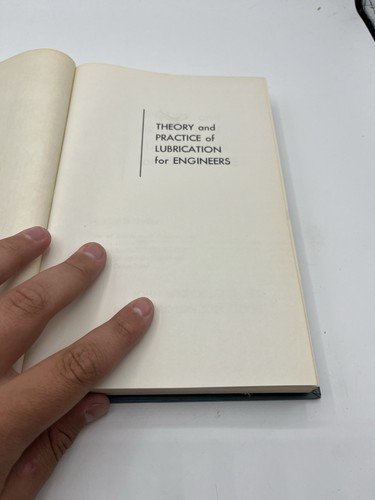 THEORY and
PRACTICE of
LUBRICATION
for ENGINEERS